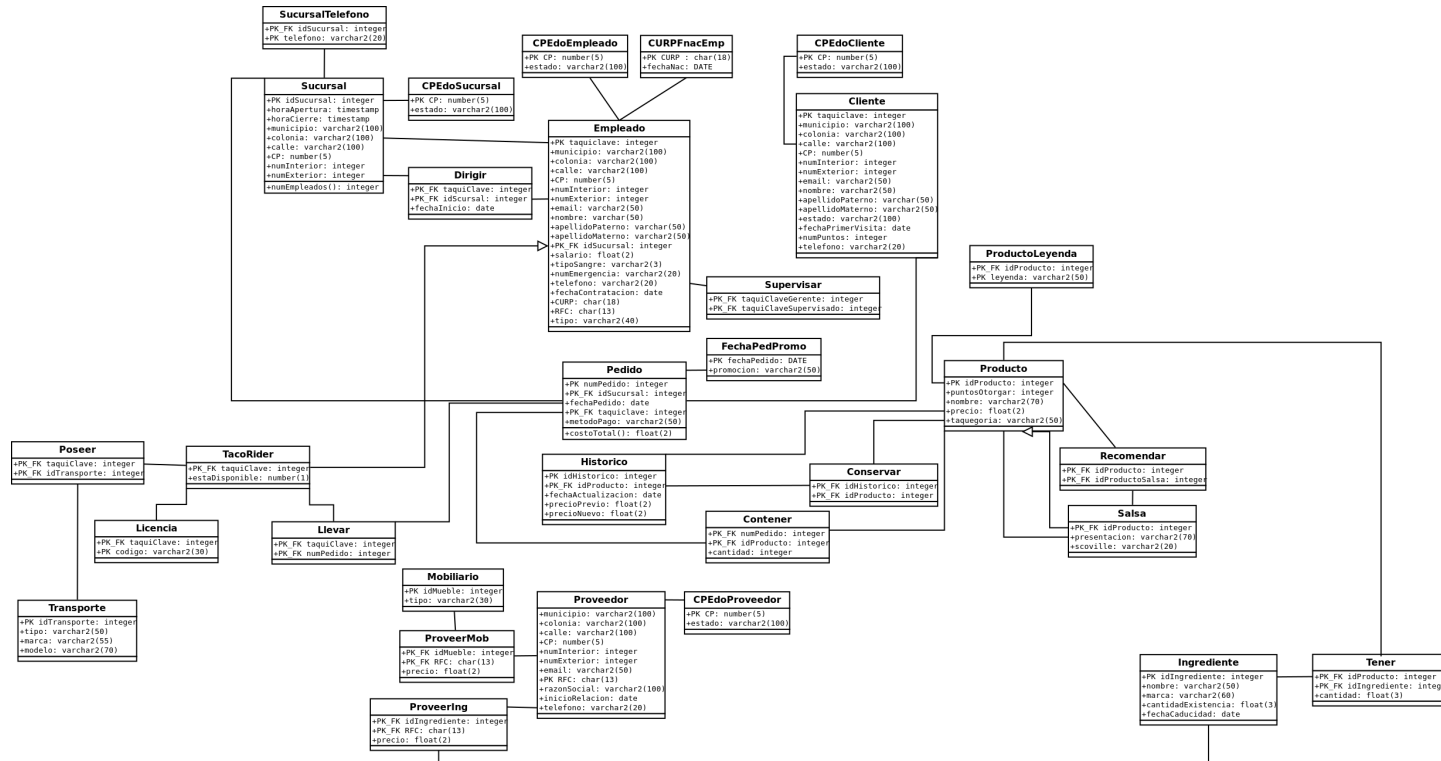 SucursalTelefono
+PK_FK idSucursal: integer
+PK telefono: varchar2(20)
CPEdoEmpleado
+PK CP: number(5)
+estado: varchar2(100)
CURPFnacEmp
+PK CURP : char(18)
+fechaNac: DATE
CPEdoCliente
+PK CP: number(5)
+estado: varchar2(100)
Sucursal
+PK idSucursal: integer
+horaApertura: timestamp
+horaCierre: timestamp
+municipio: varchar2(100)
+colonia: varchar2(100)
+calle: varchar2(100)
+CP: number(5)
+numInterior: integer
+numExterior: integer
+numEmpleados(): integer
CPEdoSucursal
+PK CP: number(5)
+estado: varchar2(100)
Cliente
+PK taquiclave: integer
+municipio: varchar2(100)
+colonia: varchar2(100)
+calle: varchar2(100)
+CP: number(5)
+numInterior: integer
+numExterior: integer
+email: varchar2(50)
+nombre: varchar2(50)
+apellidoPaterno: varchar(50)
+apellidoMaterno: varchar2(50)
+estado: varchar2(100)
+fechaPrimerVisita: date
+numPuntos: integer
+telefono: varchar2(20)
Empleado
+PK taquiclave: integer
+municipio: varchar2(100)
+colonia: varchar2(100)
+calle: varchar2(100)
+CP: number(5)
+numInterior: integer
+numExterior: integer
+email: varchar2(50)
+nombre: varchar(50)
+apellidoPaterno: varchar(50)
+apellidoMaterno: varchar2(50)
+PK_FK idSucursal: integer
+salario: float(2)
+tipoSangre: varchar2(3)
+numEmergencia: varchar2(20)
+telefono: varchar2(20)
+fechaContratacion: date
+CURP: char(18)
+RFC: char(13)
+tipo: varchar2(40)
Dirigir
+PK_FK taquiClave: integer
+PK_FK idScursal: integer
+fechaInicio: date
ProductoLeyenda
+PK_FK idProducto: integer
+PK leyenda: varchar2(50)
Supervisar
+PK_FK taquiClaveGerente: integer
+PK_FK taquiClaveSupervisado: integer
FechaPedPromo
+PK fechaPedido: DATE
+promocion: varchar2(50)
Pedido
+PK numPedido: integer
+PK_FK idSucursal: integer
+fechaPedido: date
+PK_FK taquiclave: integer
+metodoPago: varchar2(50)
+costoTotal(): float(2)
Producto
+PK idProducto: integer
+puntosOtorgar: integer
+nombre: varchar2(70)
+precio: float(2)
+taquegoria: varchar2(50)
Poseer
+PK_FK taquiClave: integer
+PK_FK idTransporte: integer
TacoRider
+PK_FK taquiClave: integer
+estaDisponible: number(1)
Historico
+PK idHistorico: integer
+PK_FK idProducto: integer
+fechaActualizacion: date
+precioPrevio: float(2)
+precioNuevo: float(2)
Conservar
+PK_FK idHistorico: integer
+PK_FK idProducto: integer
Recomendar
+PK_FK idProducto: integer
+PK_FK idProductoSalsa: integer
Licencia
+PK_FK taquiClave: integer
+PK codigo: varchar2(30)
Llevar
+PK_FK taquiClave: integer
+PK_FK numPedido: integer
Contener
+PK_FK numPedido: integer
+PK_FK idProducto: integer
+cantidad: integer
Salsa
+PK_FK idProducto: integer
+presentacion: varchar2(70)
+scoville: varchar2(20)
Mobiliario
+PK idMueble: integer
+tipo: varchar2(30)
Transporte
+PK idTransporte: integer
+tipo: varchar2(50)
+marca: varchar2(55)
+modelo: varchar2(70)
Proveedor
+municipio: varchar2(100)
+colonia: varchar2(100)
+calle: varchar2(100)
+CP: number(5)
+numInterior: integer
+numExterior: integer
+email: varchar2(50)
+PK RFC: char(13)
+razonSocial: varchar2(100)
+inicioRelacion: date
+telefono: varchar2(20)
CPEdoProveedor
+PK CP: number(5)
+estado: varchar2(100)
ProveerMob
+PK_FK idMueble: integer
+PK_FK RFC: char(13)
+precio: float(2)
Ingrediente
+PK idIngrediente: integer
+nombre: varchar2(50)
+marca: varchar2(60)
+cantidadExistencia: float(3)
+fechaCaducidad: date
Tener
+PK_FK idProducto: integer
+PK_FK idIngrediente: integ
+cantidad: float(3)
ProveerIng
+PK_FK idIngrediente: integer
+PK_FK RFC: char(13)
+precio: float(2)